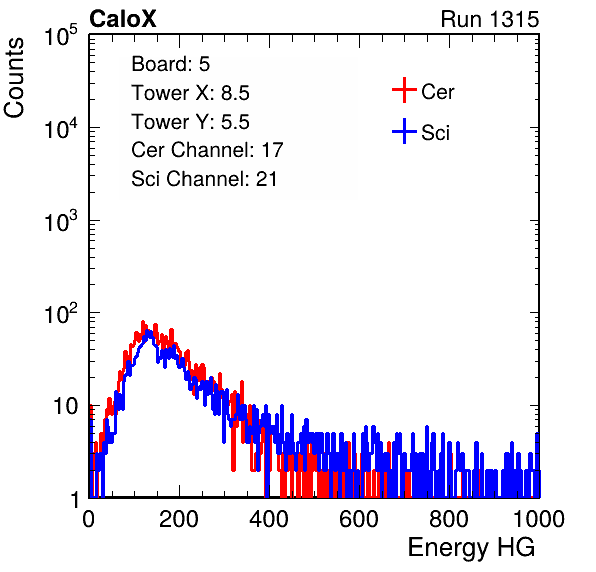 CaloX
Run 1315
Counts
10^5
10^4
10^3
10^2
10
1
Board: 5
Tower X: 8.5
Tower Y: 5.5
Cer Channel: 17
Sci Channel: 21
Cer
Sci
0 200 400 600 800 1000
Energy HG